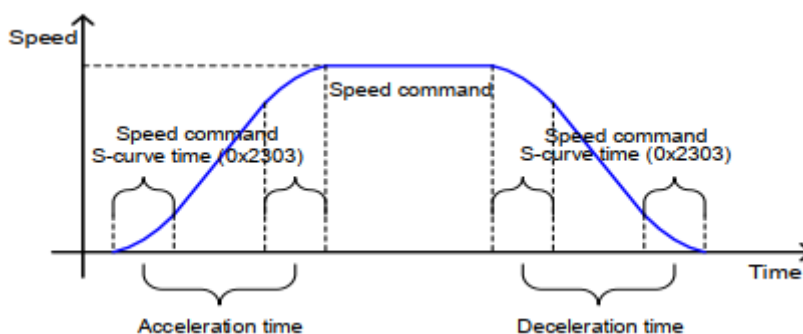 Speed
Speed command
Speed command
S-curve time (0x2303)
Speed command
S-curve time (0x2303)
Time
Acceleration time
Deceleration time